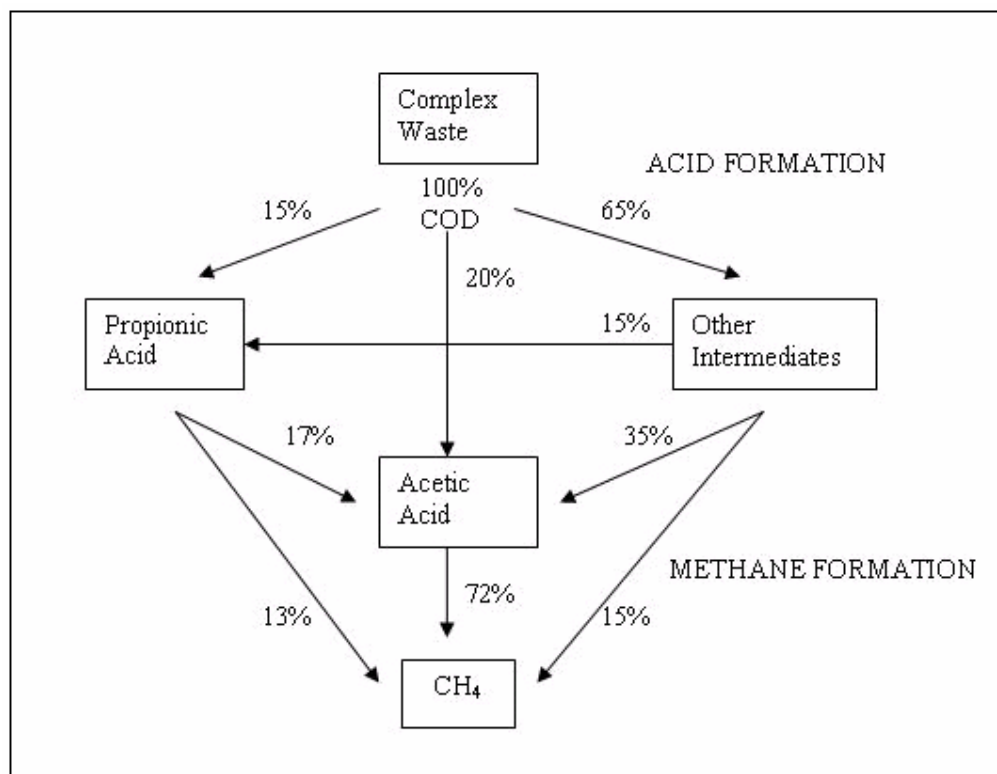 Complex
Waste
ACID FORMATION
100%
COD
15%
65%
20%
Propionic
Acid
15%
Other
Intermediates
17%
35%
Acetic
Acid
METHANE FORMATION
72%
13%
15%
CH₄